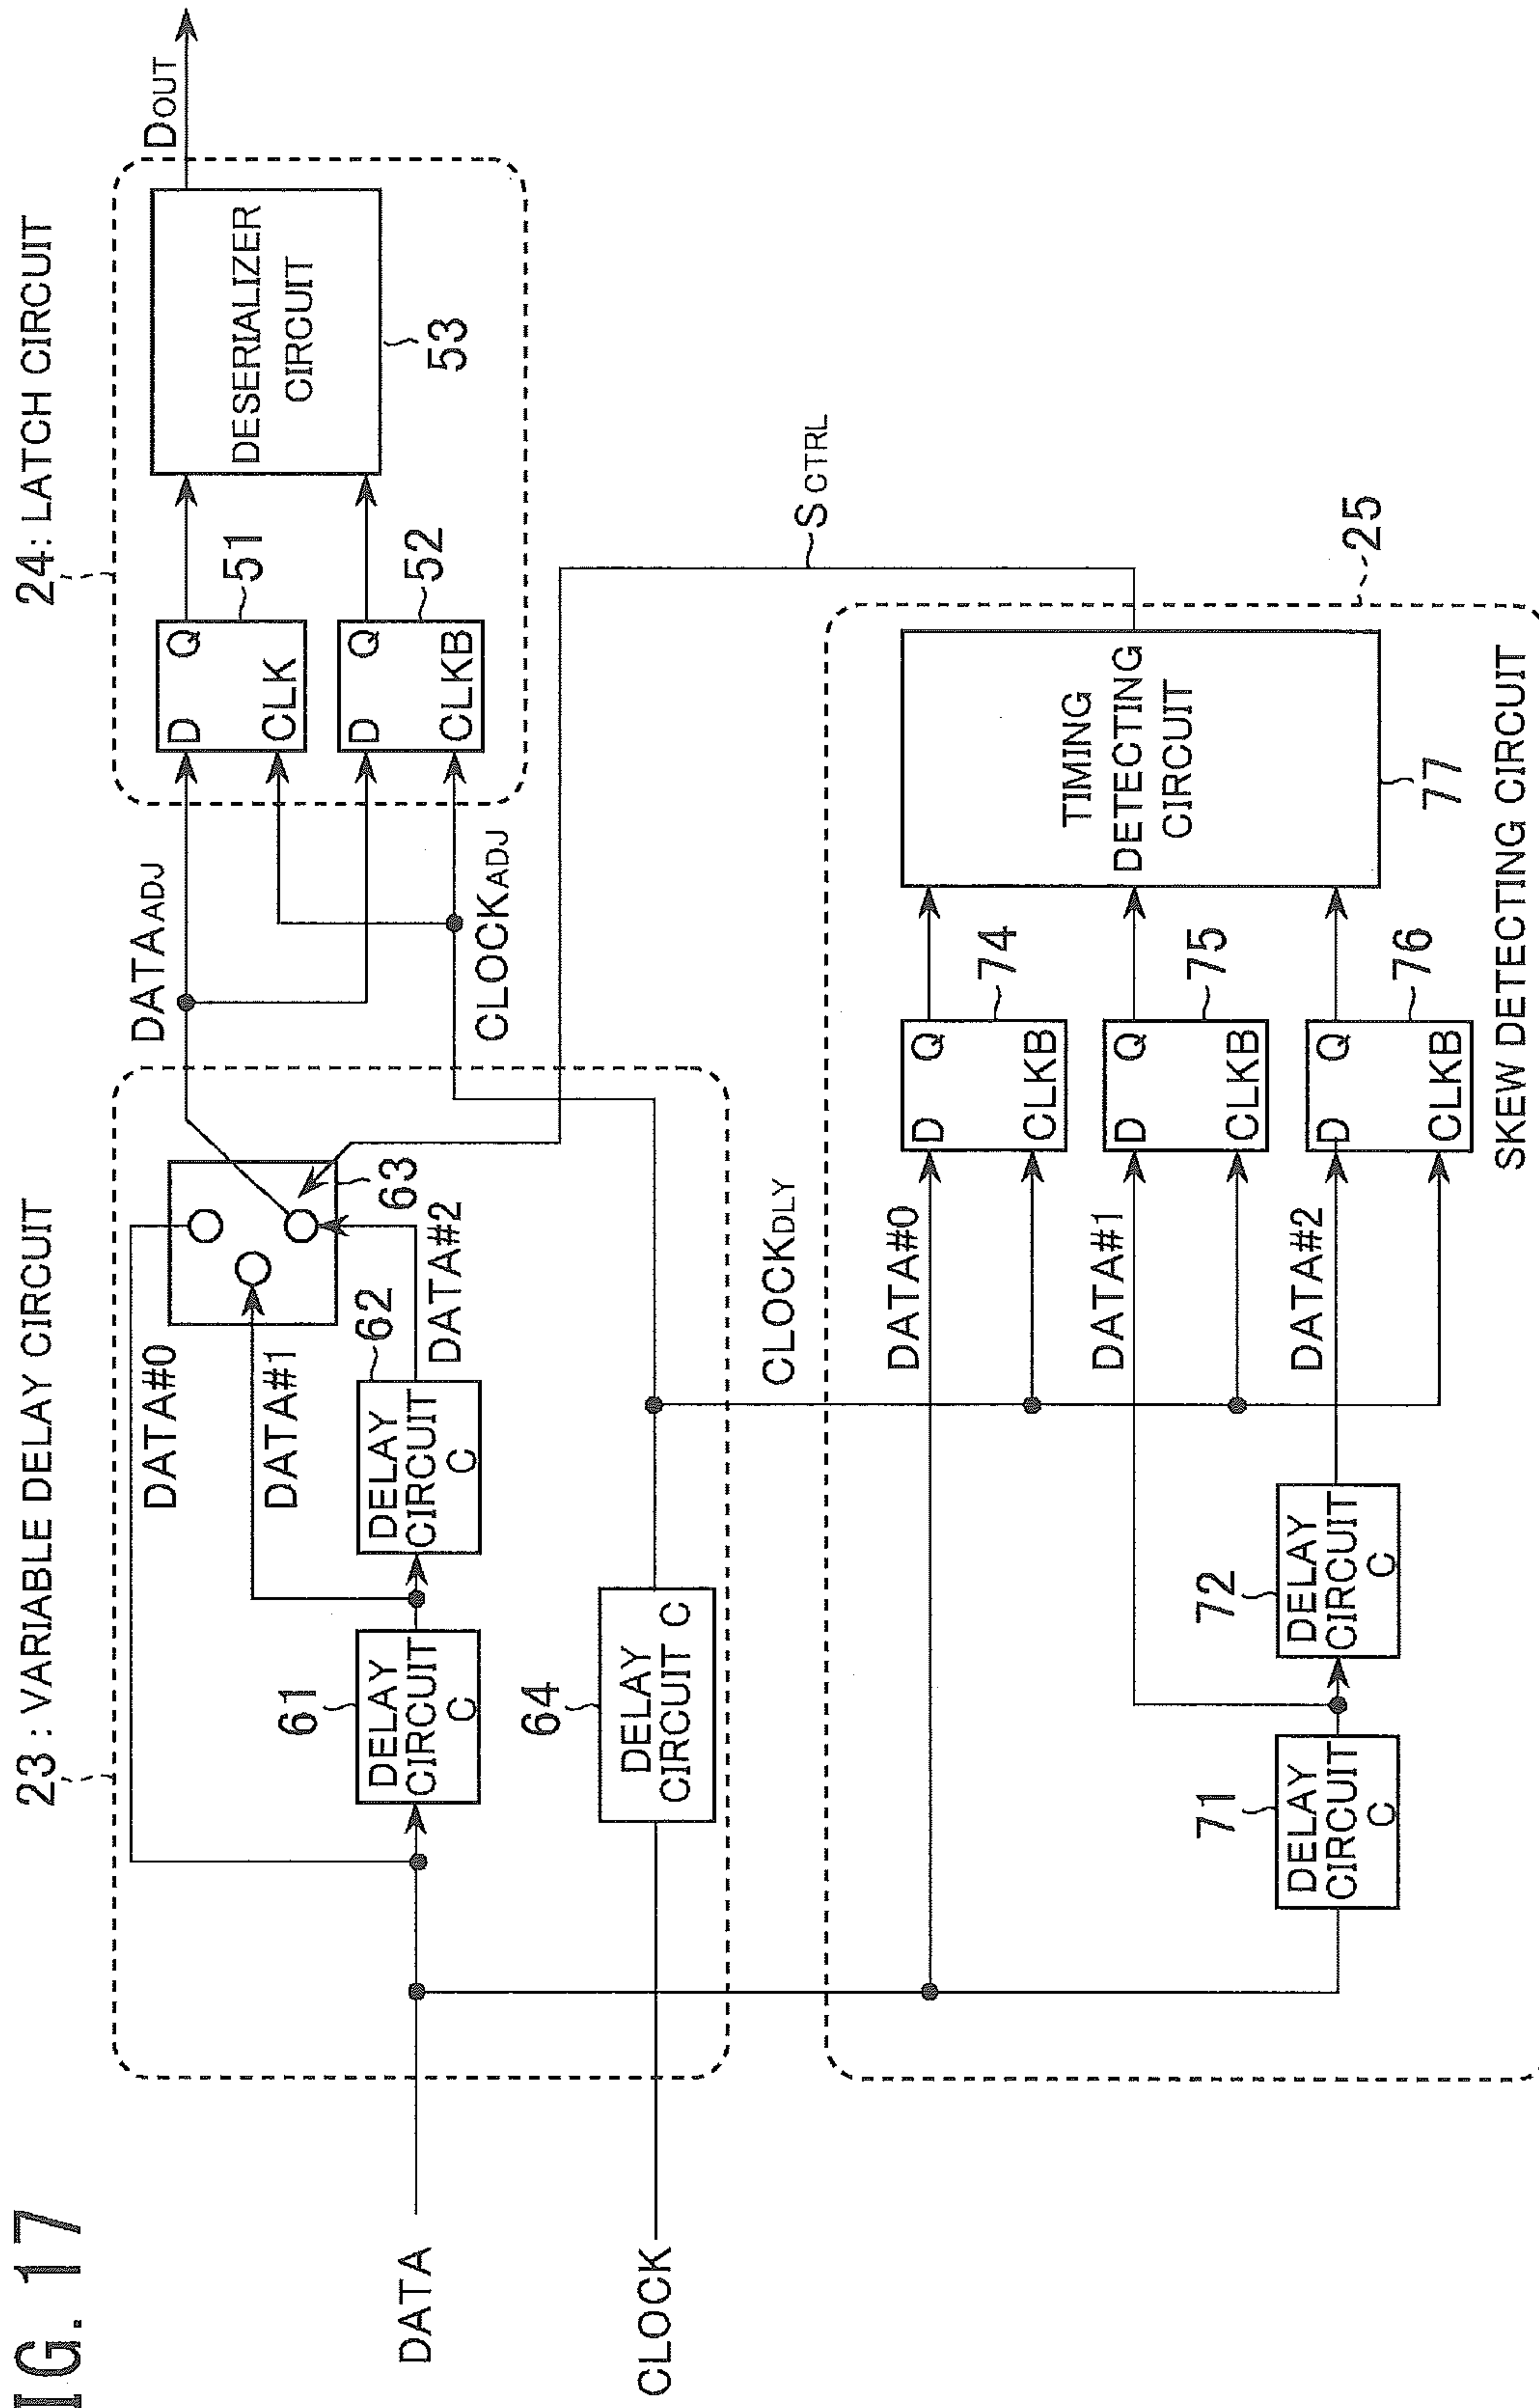 IG. 17
23 : VARIABLE DELAY CIRCUIT
24 : LATCH CIRCUIT
DATA
CLOCK
DATA#0
DATA#1
DATA#2
61
DELAY
CIRCUIT
C
62
DELAY
CIRCUIT
C
63
64
DELAY
CIRCUIT C
DATAADJ
CLOCKADJ
D Q
CLK
51
D Q
CLKB
52
DESERIALIZER
CIRCUIT
53
DOUT
SCTRL
CLOCKDLY
25
DATA#0
DATA#1
DATA#2
71
DELAY
CIRCUIT
C
72
DELAY
CIRCUIT
C
D Q
CLKB
74
D Q
CLKB
75
D Q
CLKB
76
TIMING
DETECTING
CIRCUIT
77
SKEW DETECTING CIRCUIT